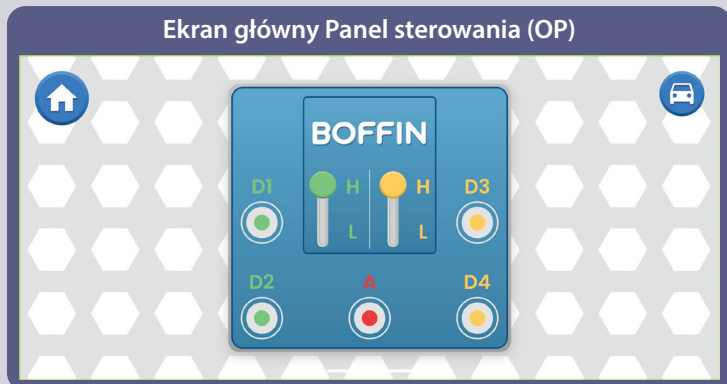 Ekran główny Panel sterowania (OP)
BOFFIN
D1 H H D3
L L
D2 A D4